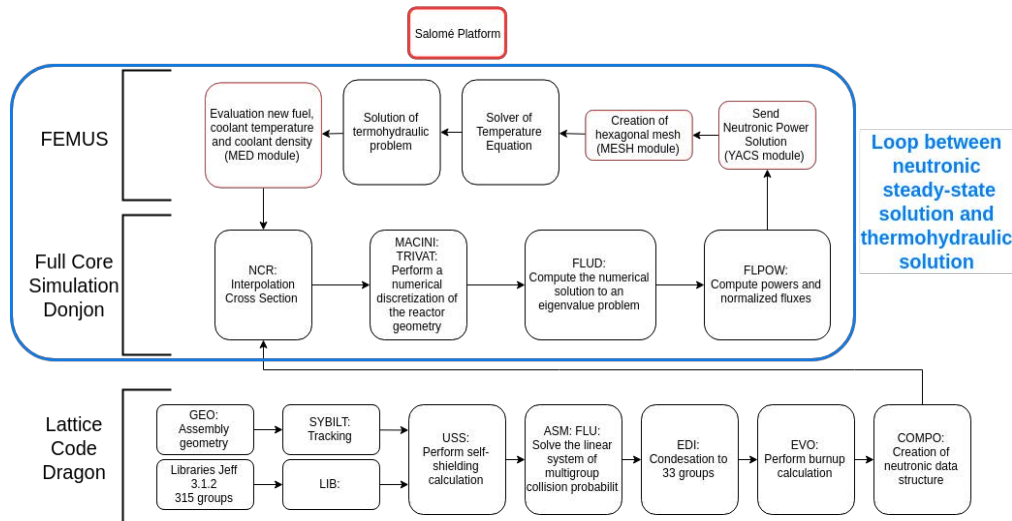 Salomé Platform
FEMUS
Evaluation new fuel,
coolant temperature
and coolant density
(MED module)
Solution of
termohydraulic
problem
Solver of
Temperature
Equation
Creation of
hexagonal mesh
(MESH module)
Send
Neutronic Power
Solution
(YACS module)
Loop between
neutronic
steady-state
solution and
thermohydraulic
solution
Full Core
Simulation
Donjon
NCR:
Interpolation
Cross Section
MACINI:
TRIVAT:
Perform a
numerical
discretization of
the reactor
geometry
FLUD:
Compute the numerical
solution to an
eigenvalue problem
FLPOW:
Compute powers and
normalized fluxes
Lattice
Code
Dragon
GEO:
Assembly
geometry
Libraries Jeff
3.1.2
315 groups
SYBILT:
Tracking
LIB:
USS:
Perform self-
shielding
calculation
ASM: FLU:
Solve the linear
system of
multigroup
collision probabilit
EDI:
Condesation to
33 groups
EVO:
Perform burnup
calculation
COMPO:
Creation of
neutronic data
structure